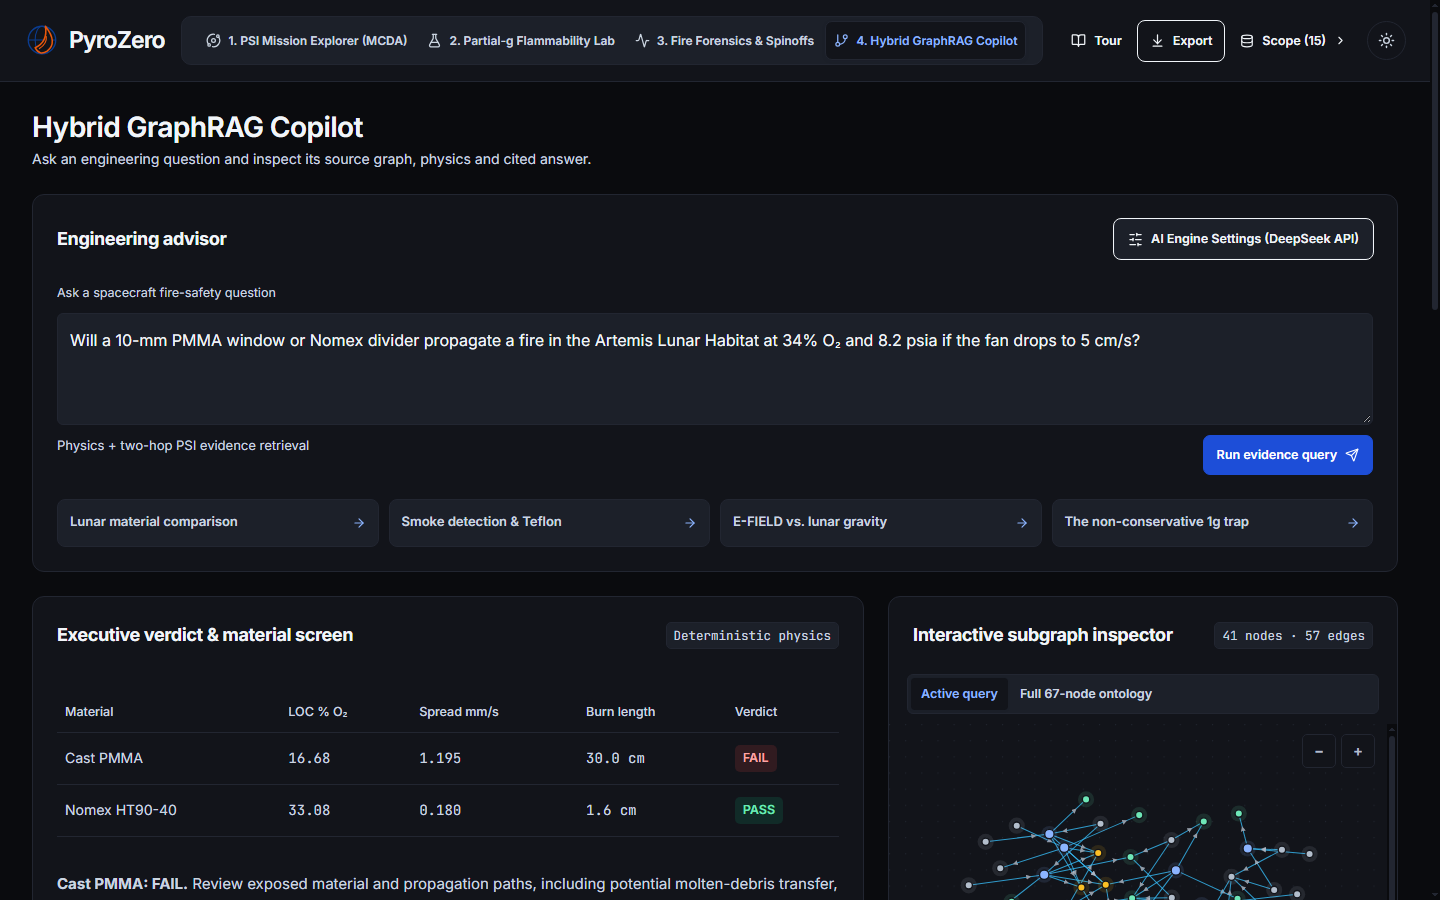 PyroZero
1. PSI Mission Explorer (MCDA)
2. Partial-g Flammability Lab
3. Fire Forensics & Spinoffs
4. Hybrid GraphRAG Copilot
Tour
Export
Scope (15)
Hybrid GraphRAG Copilot
Ask an engineering question and inspect its source graph, physics and cited answer.
Engineering advisor
AI Engine Settings (DeepSeek API)
Ask a spacecraft fire-safety question
Will a 10-mm PMMA window or Nomex divider propagate a fire in the Artemis Lunar Habitat at 34% O₂ and 8.2 psia if the fan drops to 5 cm/s?
Physics + two-hop PSI evidence retrieval
Run evidence query
Lunar material comparison
Smoke detection & Teflon
E-FIELD vs. lunar gravity
The non-conservative 1g trap
Executive verdict & material screen
Deterministic physics
Material LOC % O₂ Spread mm/s Burn length Verdict
Cast PMMA 16.68 1.195 30.0 cm FAIL
Nomex HT90-40 33.08 0.180 1.6 cm PASS
Cast PMMA: FAIL. Review exposed material and propagation paths, including potential molten-debris transfer,
Interactive subgraph inspector
41 nodes · 57 edges
Active query
Full 67-node ontology
− +